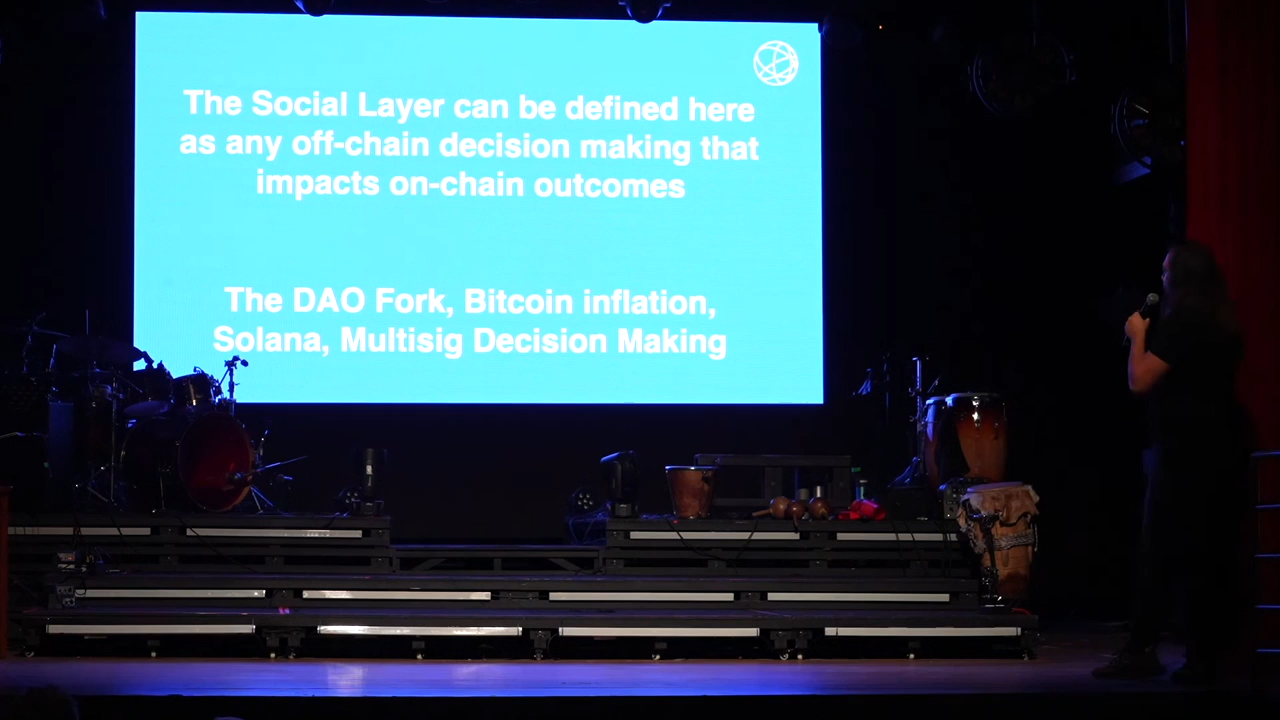 The Social Layer can be defined here
as any off-chain decision making that
impacts on-chain outcomes
The DAO Fork, Bitcoin inflation,
Solana, Multisig Decision Making